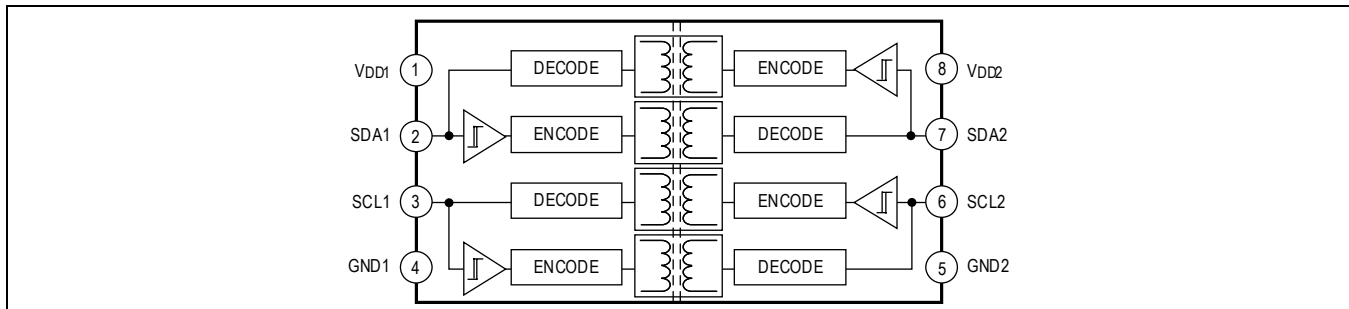 VDD1 1 DECODE ENCODE 8 VDD2
SDA1 2 ENCODE DECODE 7 SDA2
SCL1 3 DECODE ENCODE 6 SCL2
GND1 4 ENCODE DECODE 5 GND2